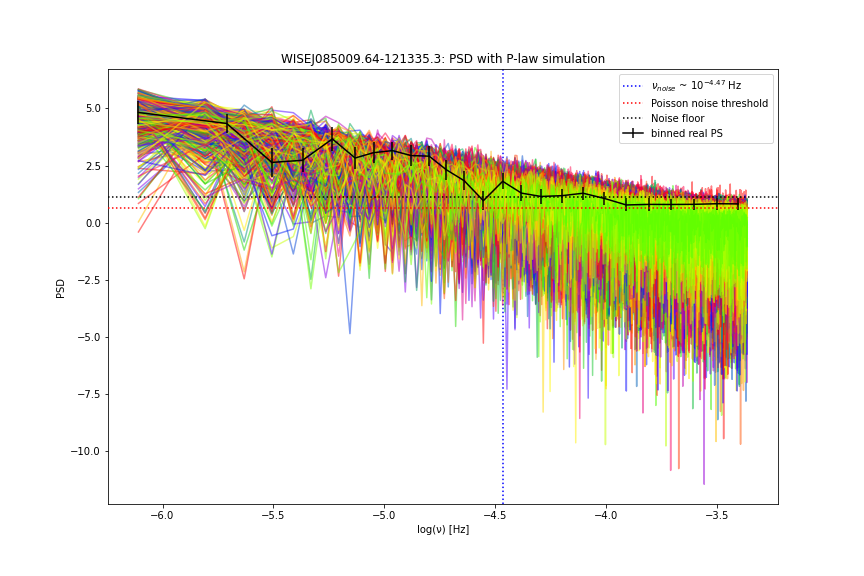 WISEJ085009.64-121335.3: PSD with P-law simulation
ν_noise ~ 10^−4.47 Hz
Poisson noise threshold
Noise floor
binned real PS
PSD
5.0
2.5
0.0
−2.5
−5.0
−7.5
−10.0
−6.0 −5.5 −5.0 −4.5 −4.0 −3.5
log(ν) [Hz]